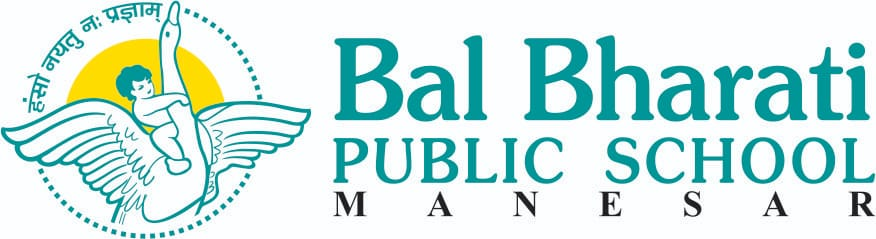 हंसो नयतु नः प्रज्ञाम्
Bal Bharati
PUBLIC SCHOOL
MANESAR